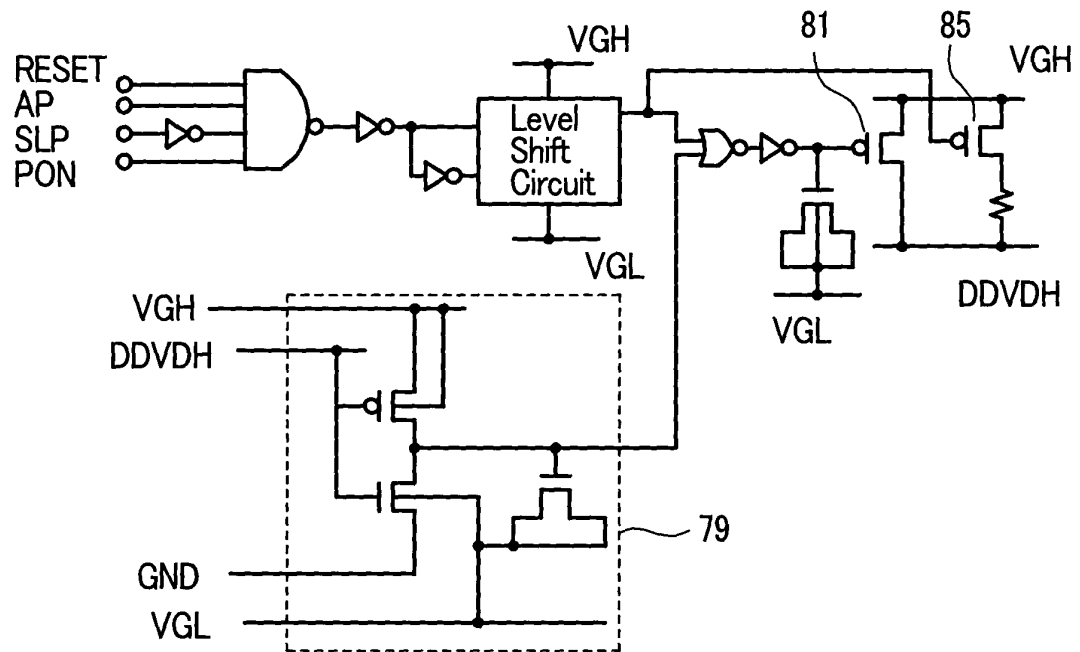 81
85
VGH
VGH
RESET
AP
SLP
PON
Level
Shift
Circuit
VGL
DDVDH
VGL
VGH
DDVDH
79
GND
VGL